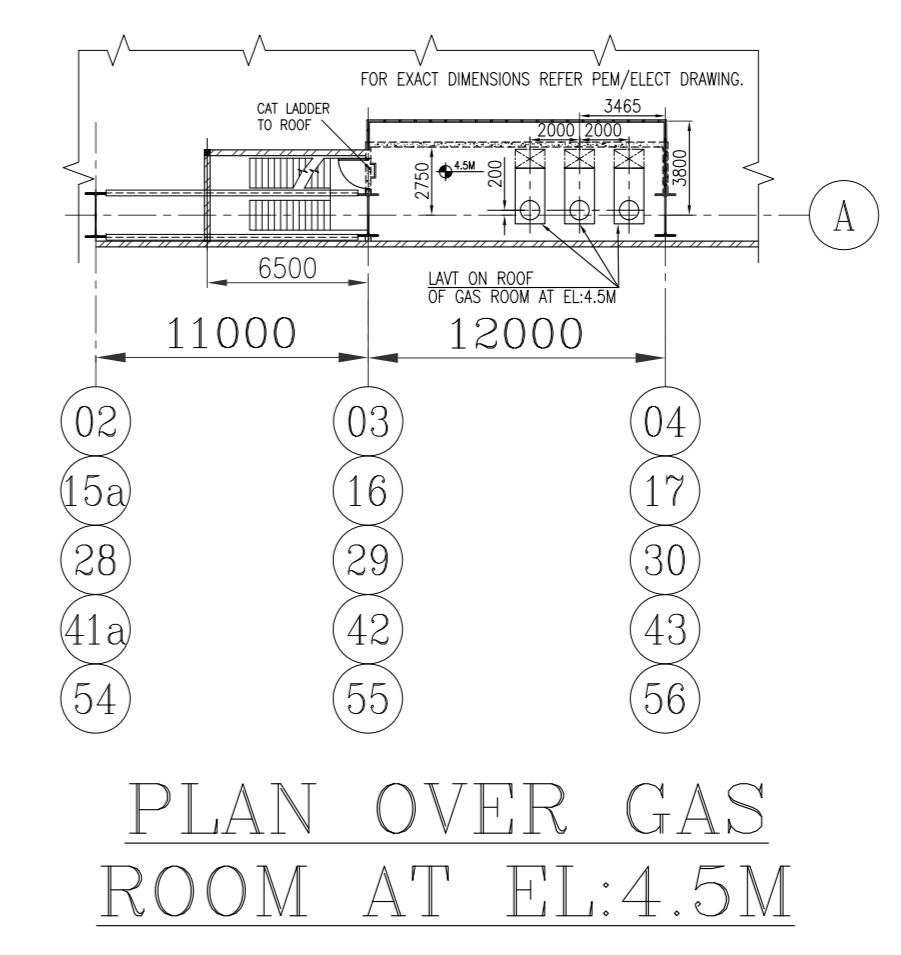 FOR EXACT DIMENSIONS REFER PEM/ELECT DRAWING.
CAT LADDER
TO ROOF
3465
2000
2000
4.5M
2750
200
3800
A
6500
LAVT ON ROOF
OF GAS ROOM AT EL:4.5M
11000
12000
02
03
04
15a
16
17
28
29
30
41a
42
43
54
55
56
PLAN OVER GAS
ROOM AT EL:4.5M